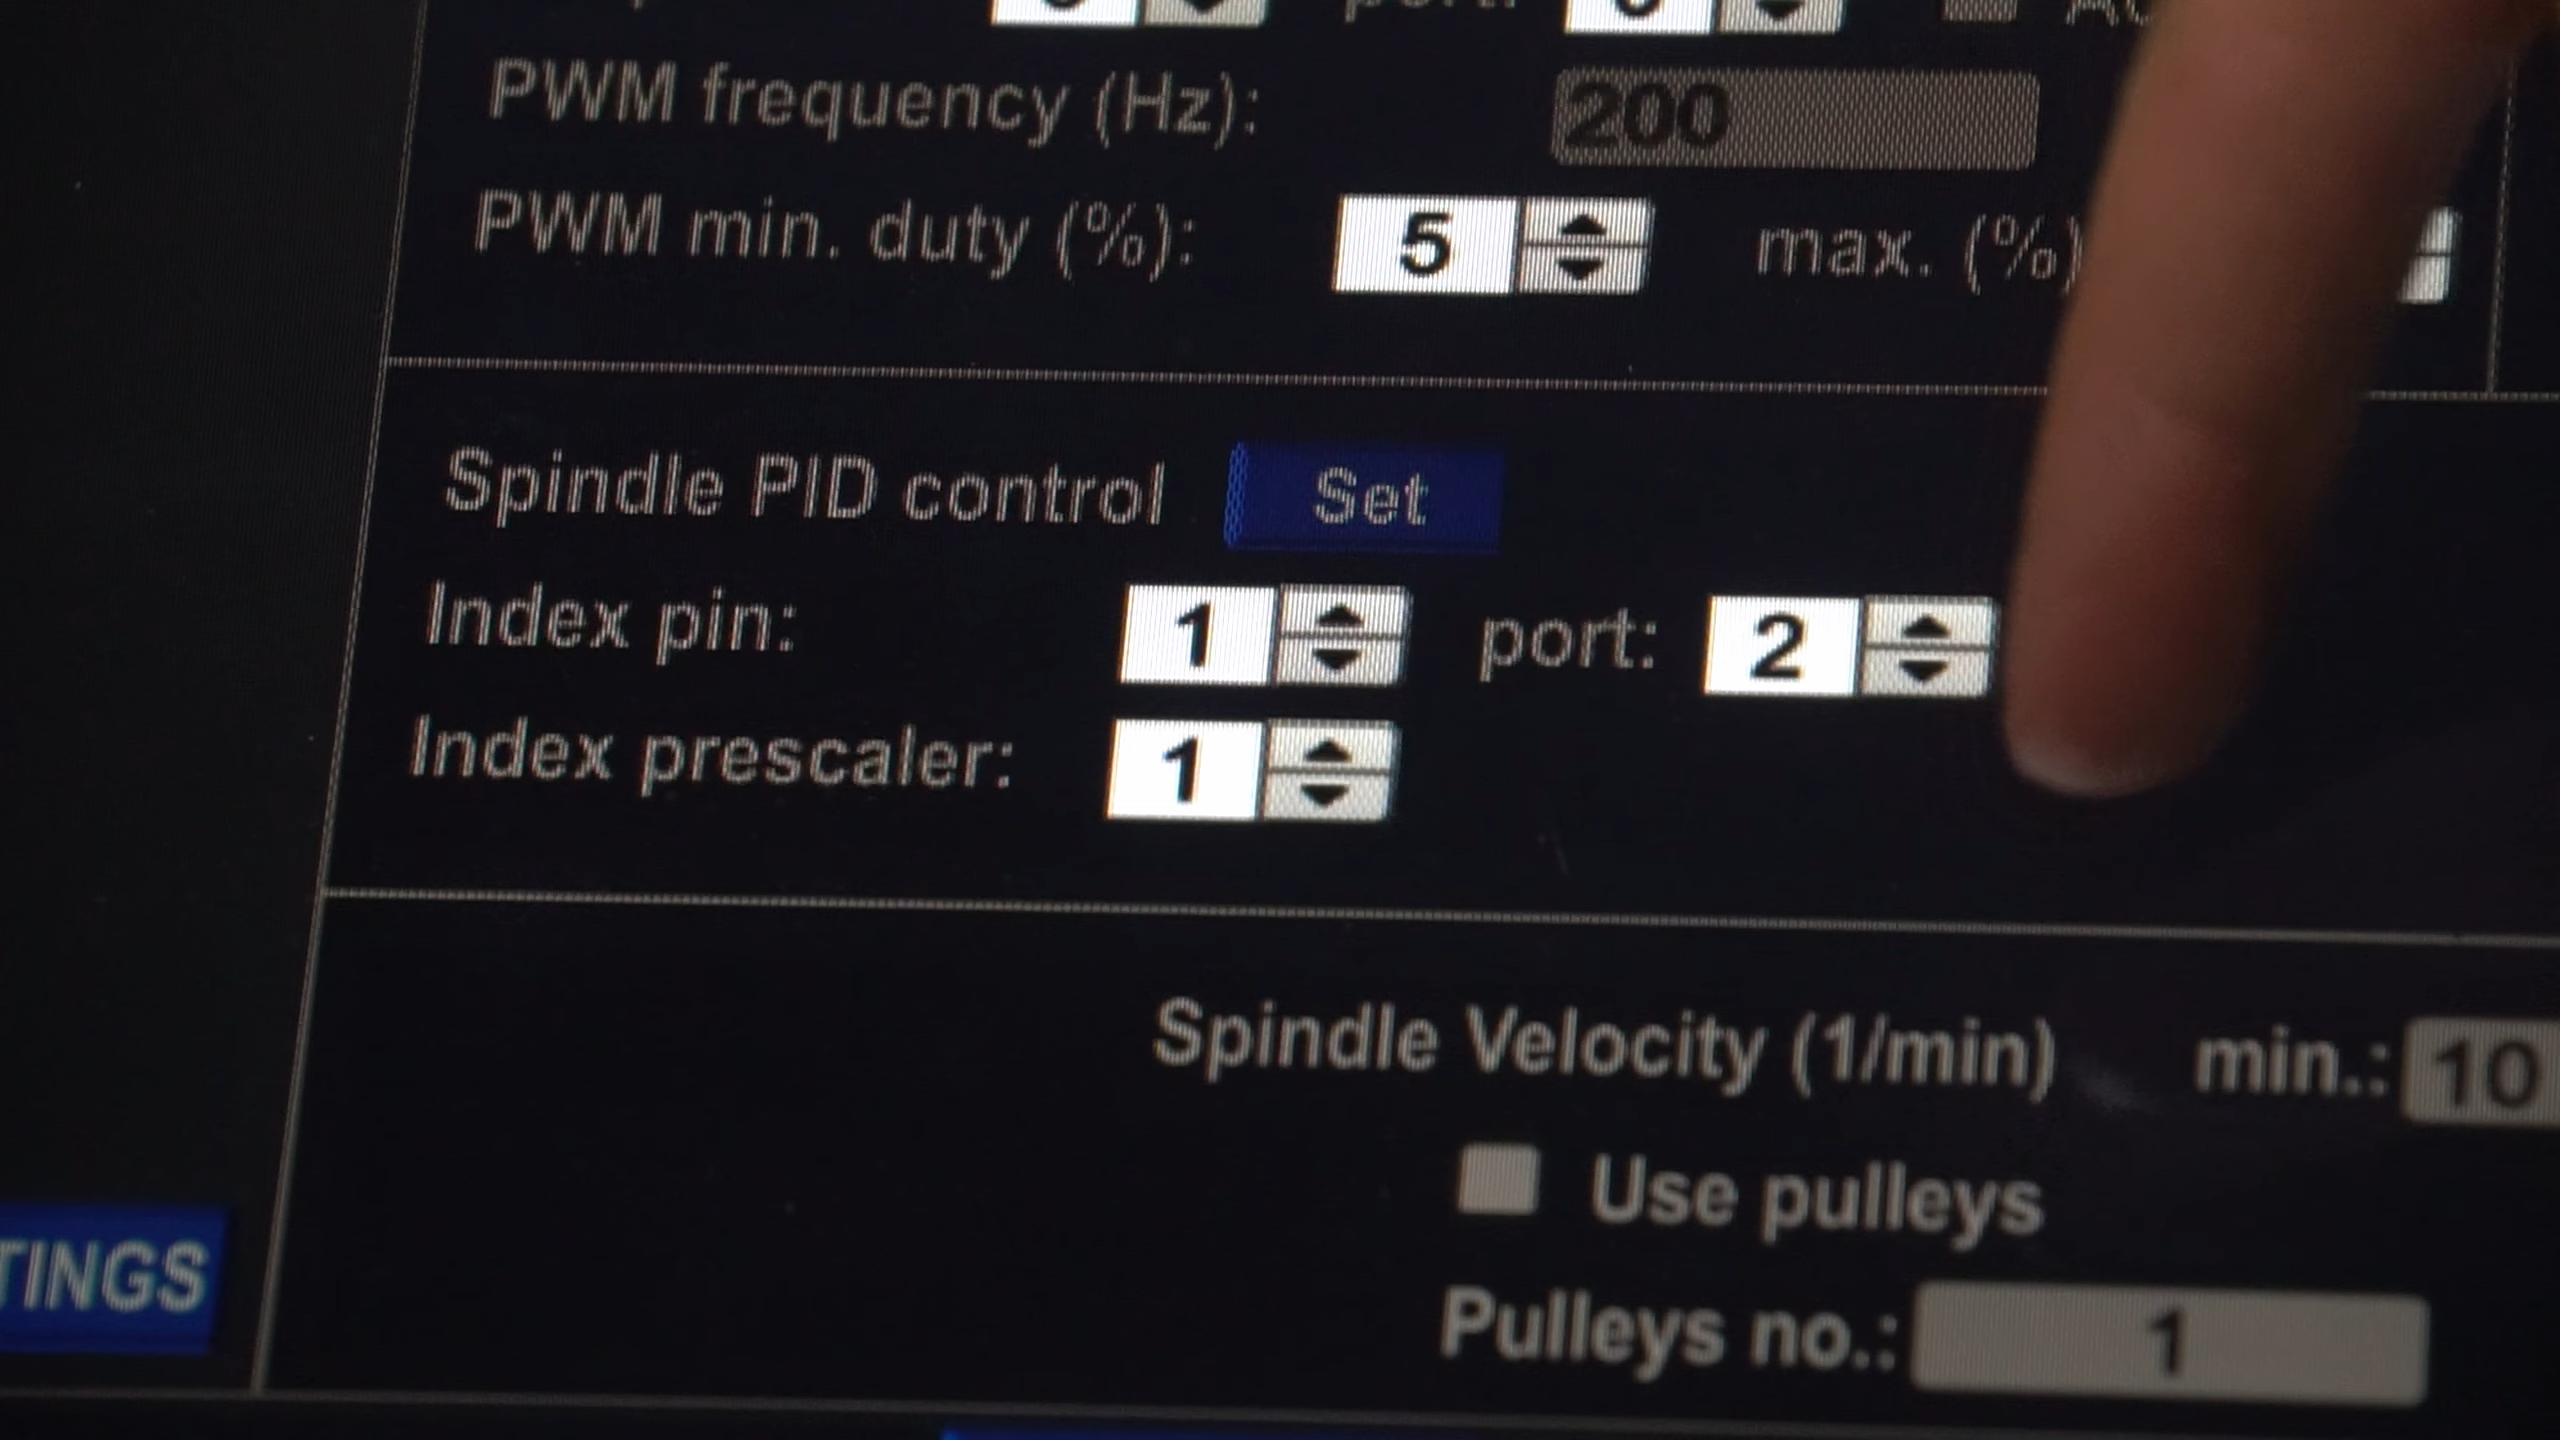 PWM frequency (Hz): 200
PWM min. duty (%): 5 max. (%)
Spindle PID control Set
Index pin: 1 port: 2
Index prescaler: 1
Spindle Velocity (1/min) min.: 10
Use pulleys
TINGS
Pulleys no.: 1